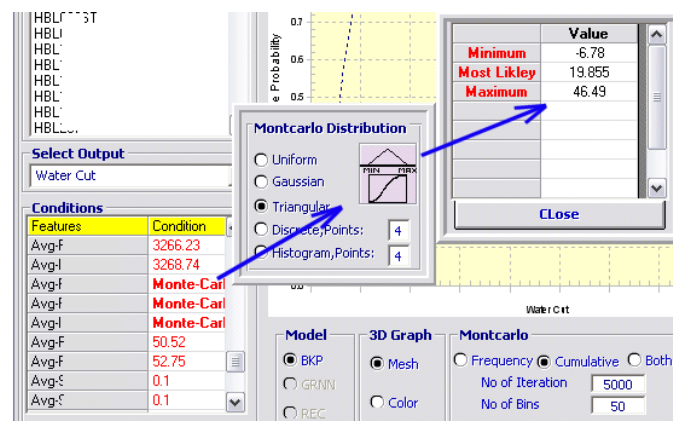 HBL
HBL
HBL
HBL
HBL
HBL
HBL
Select Output
Water Cut
Conditions
Features Condition
Avg-F 3266.23
Avg-I 3268.74
Avg-F Monte-Carl
Avg-F Monte-Carl
Avg-I Monte-Carl
Avg-F 50.52
Avg-F 52.75
Avg-S 0.1
Avg-S 0.1
0.7
0.6
0.5
e Probability
Montcarlo Distribution
Uniform
Gaussian
Triangular
Discrete,Points: 4
Histogram,Points: 4
MIN MAX
Value
Minimum -6.78
Most Likley 19.855
Maximum 46.49
CLose
0.0
Water Cut
Model
BKP
GRNN
REC
3D Graph
Mesh
Color
Montcarlo
Frequency Cumulative Both
No of Iteration 5000
No of Bins 50